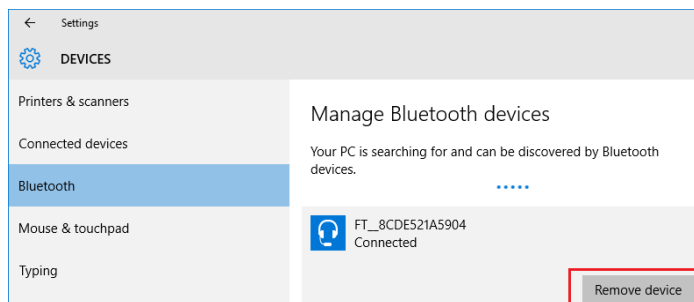 Settings
DEVICES
Printers & scanners
Connected devices
Bluetooth
Mouse & touchpad
Typing
Manage Bluetooth devices
Your PC is searching for and can be discovered by Bluetooth
devices.
FT__8CDE521A5904
Connected
Remove device